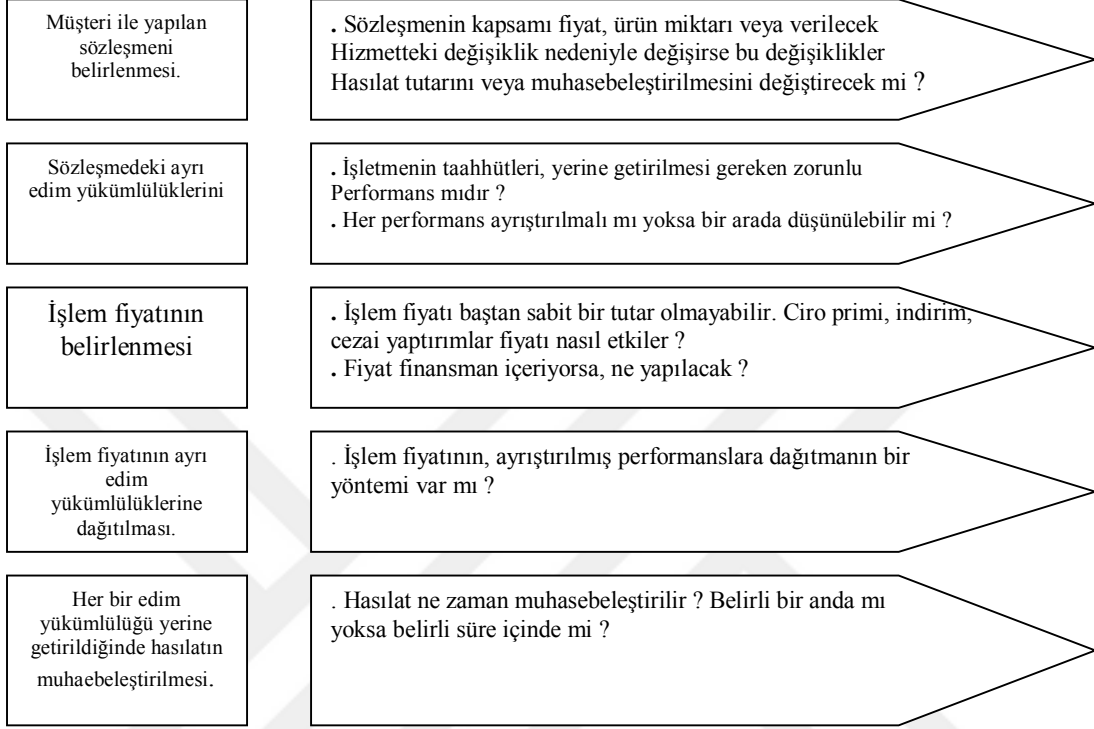 Müşteri ile yapılan
sözleşmeni
belirlenmesi.
. Sözleşmenin kapsamı fiyat, ürün miktarı veya verilecek
Hizmetteki değişiklik nedeniyle değişirse bu değişiklikler
Hasılat tutarını veya muhasebeleştirilmesini değiştirecek mi ?
Sözleşmedeki ayrı
edim yükümlülüklerini
. İşletmenin taahhütleri, yerine getirilmesi gereken zorunlu
Performans mıdır ?
. Her performans ayrıştırılmalı mı yoksa bir arada düşünülebilir mi ?
İşlem fiyatının
belirlenmesi
. İşlem fiyatı baştan sabit bir tutar olmayabilir. Ciro primi, indirim,
cezai yaptırımlar fiyatı nasıl etkiler ?
. Fiyat finansman içeriyorsa, ne yapılacak ?
İşlem fiyatının ayrı
edim
yükümlülüklerine
dağıtılması.
. İşlem fiyatının, ayrıştırılmış performanslara dağıtmanın bir
yöntemi var mı ?
Her bir edim
yükümlülüğü yerine
getirildiğinde hasılatın
muhaebeleştirilmesi.
. Hasılat ne zaman muhasebeleştirilir ? Belirli bir anda mı
yoksa belirli süre içinde mi ?